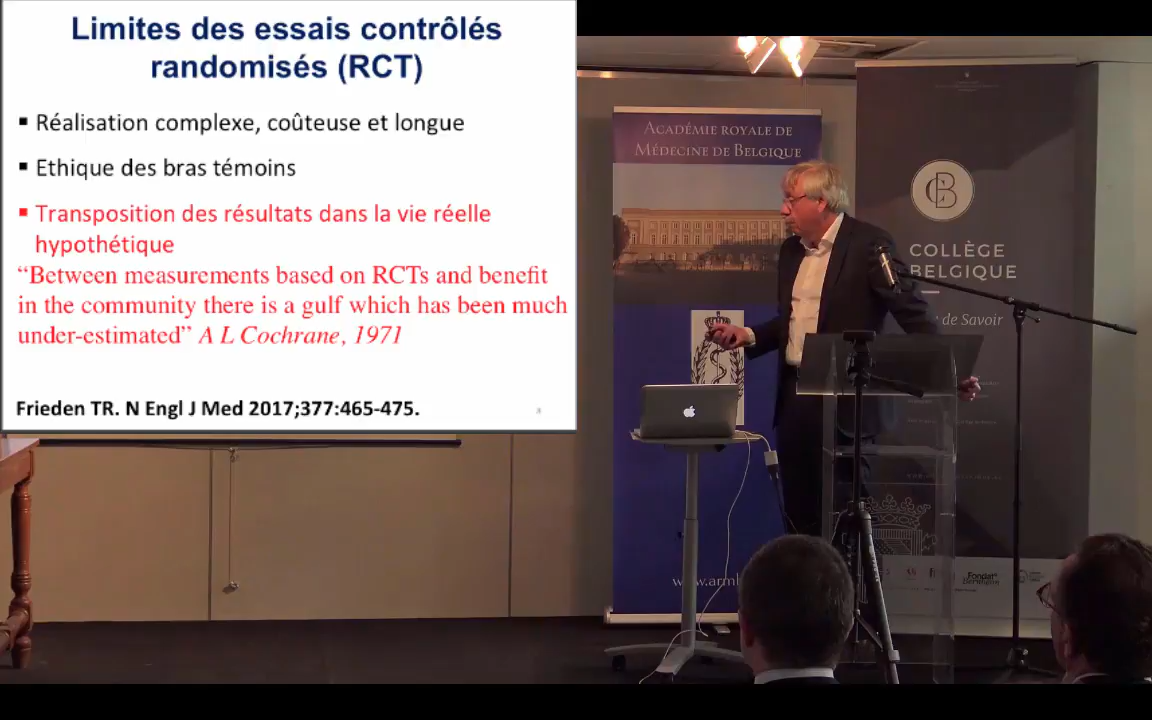 Limites des essais contrôlés
randomisés (RCT)
▪ Réalisation complexe, coûteuse et longue
▪ Ethique des bras témoins
▪ Transposition des résultats dans la vie réelle
hypothétique
“Between measurements based on RCTs and benefit
in the community there is a gulf which has been much
under-estimated” A L Cochrane, 1971
Frieden TR. N Engl J Med 2017;377:465-475.
ACADÉMIE ROYALE DE
MÉDECINE DE BELGIQUE
www.arm
CB
COLLÈGE
BELGIQUE
de Savoir